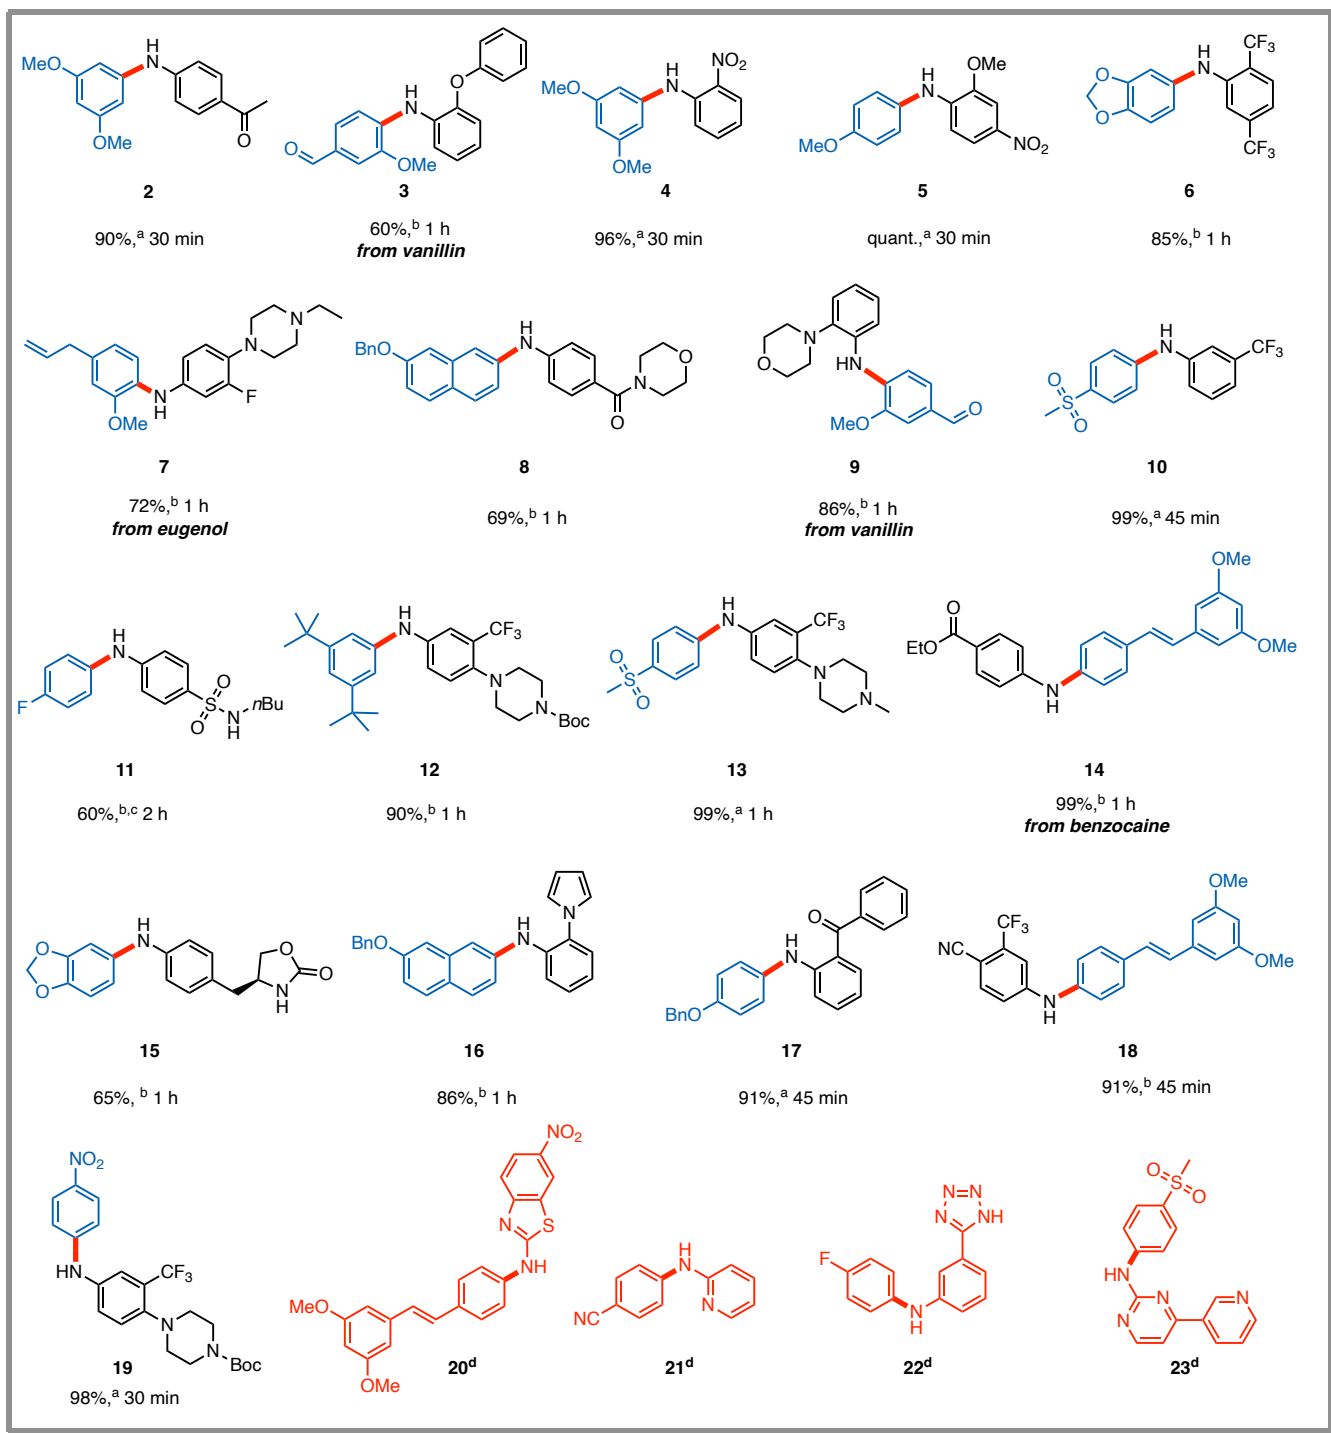 MeO H N O OMe
O H N O OMe
MeO H N NO2 OMe
MeO H N OMe NO2
O O H N CF3 CF3
2 3 4 5 6
90%,a 30 min 60%,b 1 h 96%,a 30 min quant.,a 30 min 85%,b 1 h
from vanillin
OMe N H F N N
BnO H N O N O
O N HN MeO O
O S O H N CF3
7 8 9 10
72%,b 1 h 69%,b 1 h 86%,b 1 h 99%,a 45 min
from eugenol from vanillin
F H N O S O N H nBu
H N CF3 N N Boc
O S O H N CF3 N N Me
O EtO N H OMe OMe
11 12 13 14
60%,b,c 2 h 90%,b 1 h 99%,a 1 h 99%,b 1 h
from benzocaine
O O H N O O N H
BnO H N N
BnO H N O
NC CF3 N H OMe OMe
15 16 17 18
65%, b 1 h 86%,b 1 h 91%,a 45 min 91%,b 45 min
NO2 HN CF3 N N Boc
NO2 N S NH MeO OMe
NC H N N
F N H N N N NH
O S O HN N N N
19 20d 21d 22d 23d
98%,a 30 min